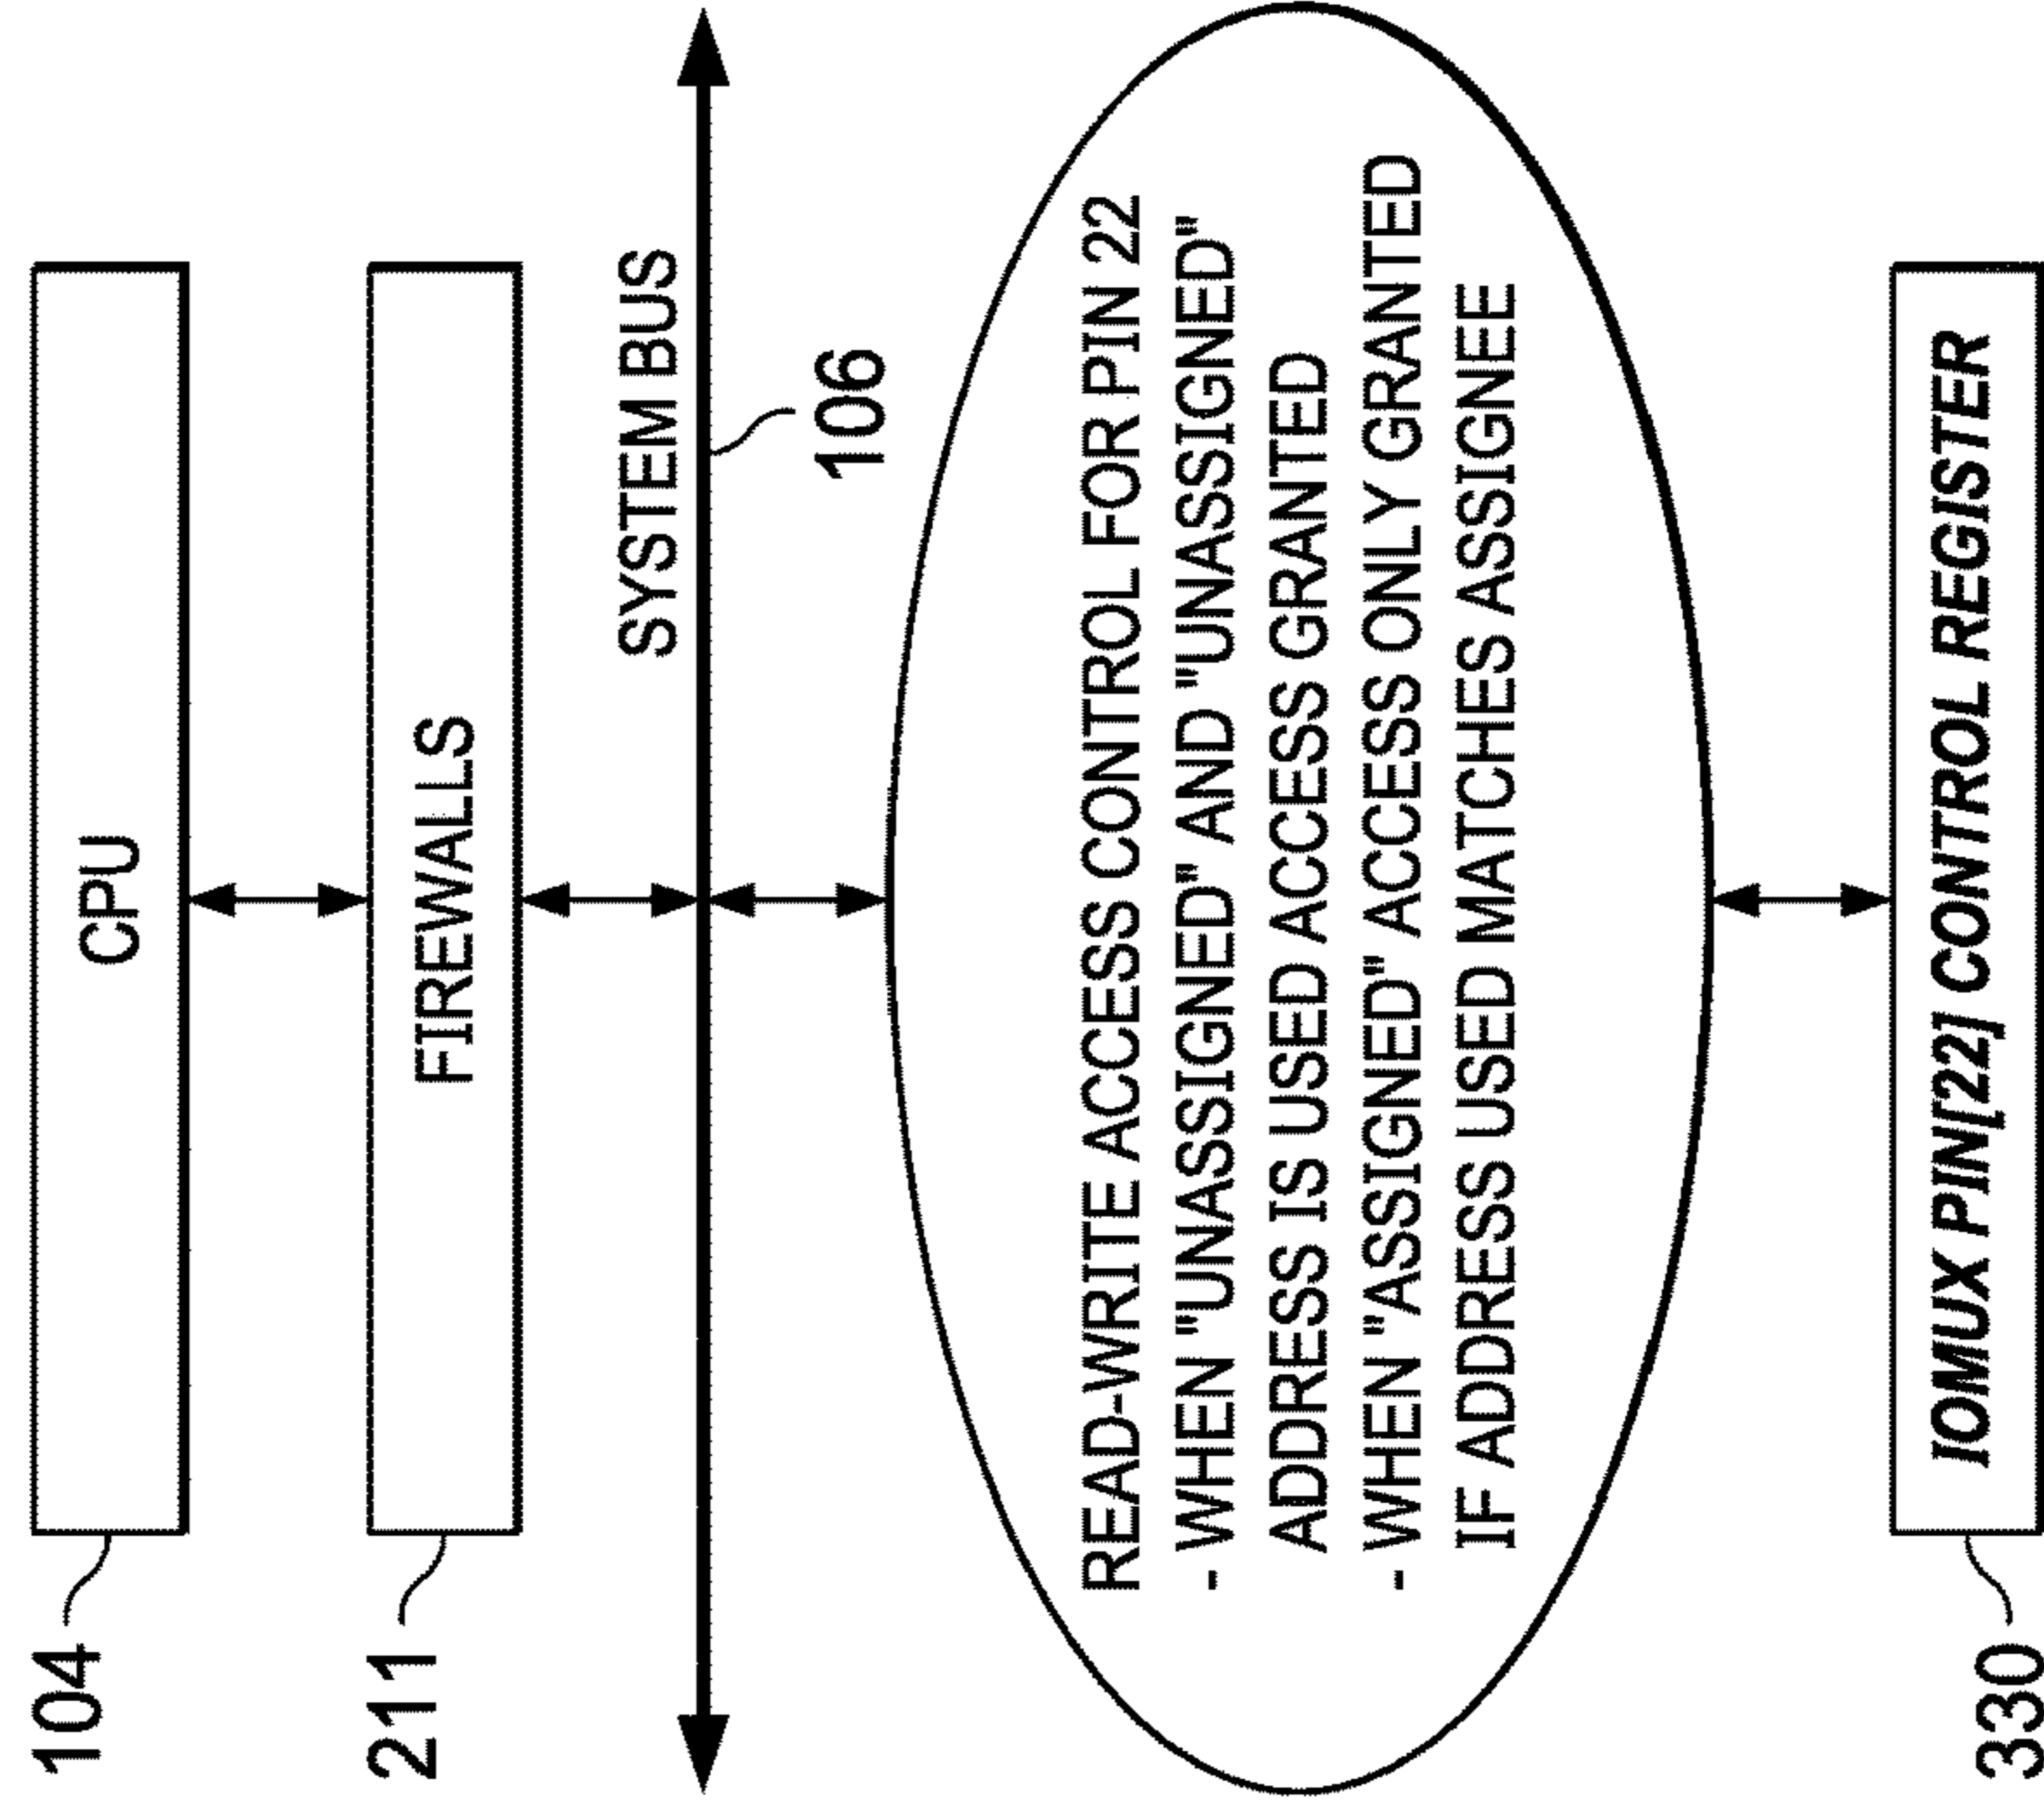 104
CPU
211
FIREWALLS
SYSTEM BUS
106
READ-WRITE ACCESS CONTROL FOR PIN 22
- WHEN "UNASSIGNED" AND "UNASSIGNED"
ADDRESS IS USED ACCESS GRANTED
- WHEN "ASSIGNED" ACCESS ONLY GRANTED
IF ADDRESS USED MATCHES ASSIGNEE
330
IOMUX PIN[22] CONTROL REGISTER